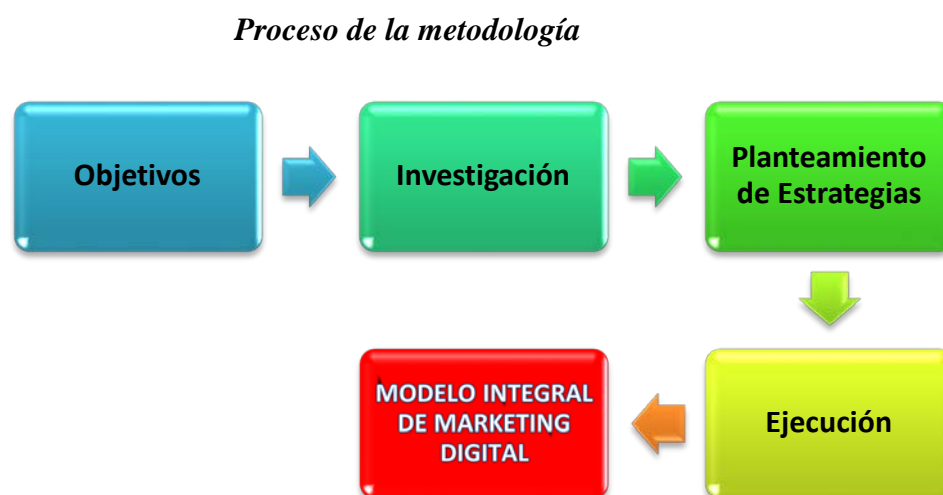 Proceso de la metodología
Objetivos
Investigación
Planteamiento
de Estrategias
Ejecución
MODELO INTEGRAL
DE MARKETING
DIGITAL